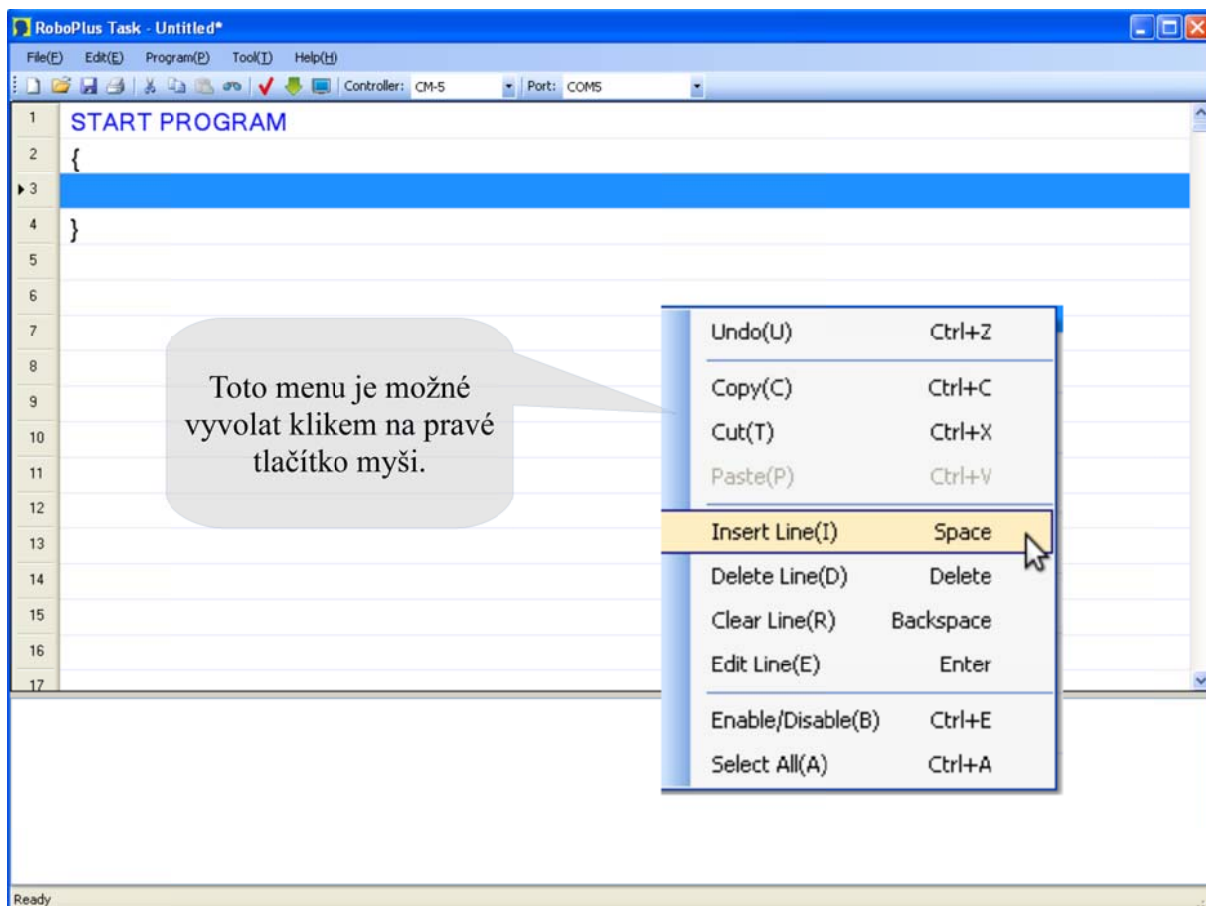 RoboPlus Task - Untitled*
File(F) Edit(E) Program(P) Tool(T) Help(H)
Controller: CM-5 Port: COM5
1 START PROGRAM
2 {
3
4 }
5
6
7
8
9
10
11
12
13
14
15
16
17
Toto menu je možné
vyvolat klikem na pravé
tlačítko myši.
Undo(U) Ctrl+Z
Copy(C) Ctrl+C
Cut(T) Ctrl+X
Paste(P) Ctrl+V
Insert Line(I) Space
Delete Line(D) Delete
Clear Line(R) Backspace
Edit Line(E) Enter
Enable/Disable(B) Ctrl+E
Select All(A) Ctrl+A
Ready